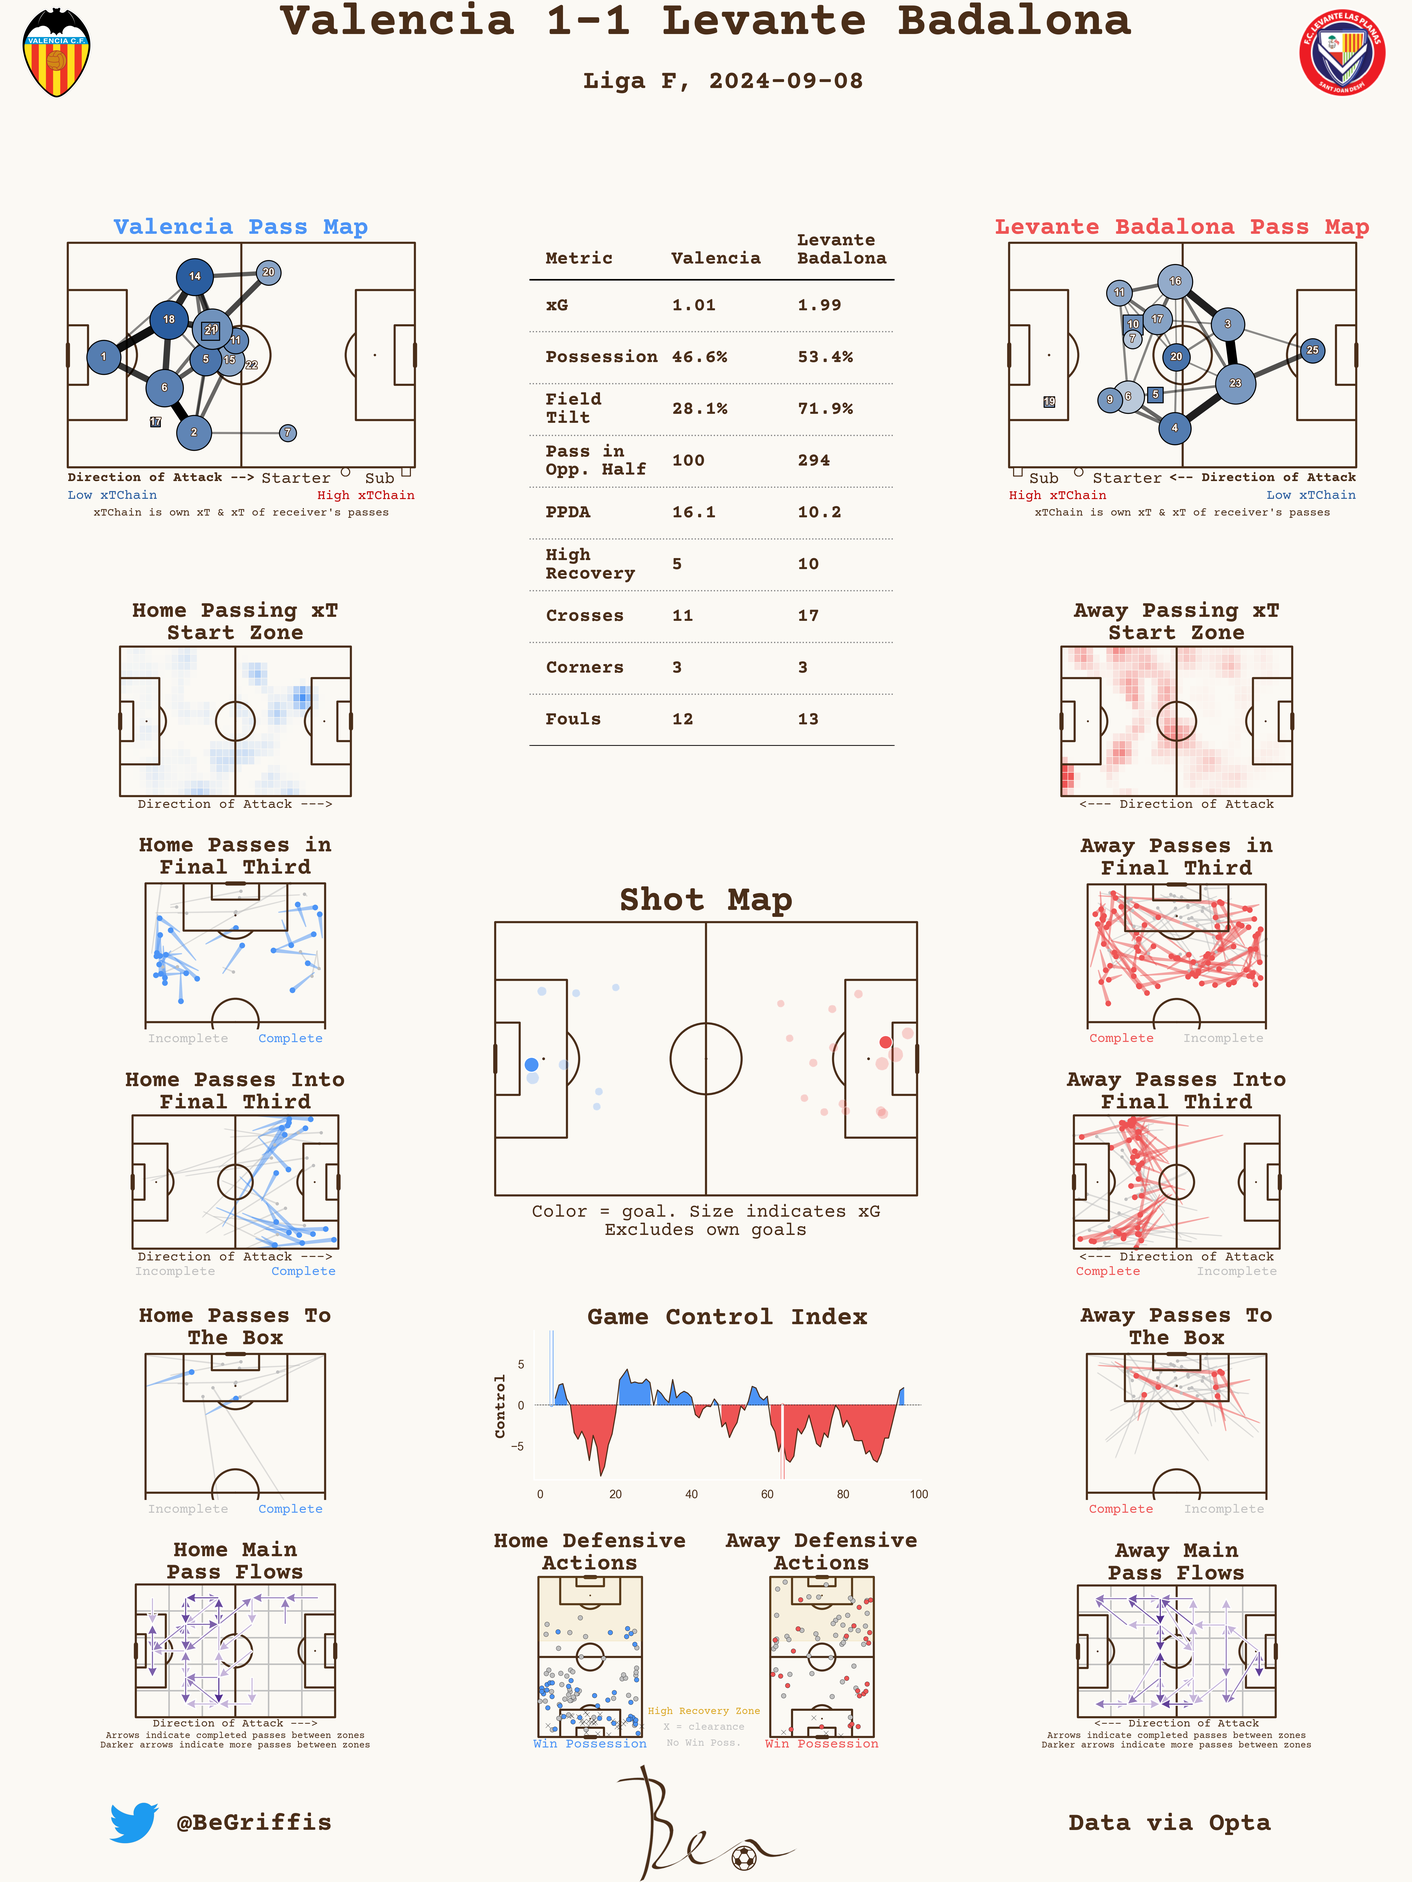 Valencia 1-1 Levante Badalona
Liga F, 2024-09-08
VALENCIA C.F.
F.C. LEVANTE LAS PLANAS
SANT JOAN DESPI
Valencia Pass Map
14
20
18
21
11
1
5
15
22
6
17
2
7
Direction of Attack --> Starter Sub
Low xTChain High xTChain
xTChain is own xT & xT of receiver's passes
Metric Valencia Levante Badalona
xG 1.01 1.99
Possession 46.6% 53.4%
Field Tilt 28.1% 71.9%
Pass in Opp. Half 100 294
PPDA 16.1 10.2
High Recovery 5 10
Crosses 11 17
Corners 3 3
Fouls 12 13
Levante Badalona Pass Map
16
11
10
17
3
7
20
25
23
19
9
6
5
4
Sub Starter <-- Direction of Attack
High xTChain Low xTChain
xTChain is own xT & xT of receiver's passes
Home Passing xT
Start Zone
Direction of Attack --->
Away Passing xT
Start Zone
<--- Direction of Attack
Home Passes in
Final Third
Incomplete Complete
Away Passes in
Final Third
Complete Incomplete
Shot Map
Color = goal. Size indicates xG
Excludes own goals
Home Passes Into
Final Third
Direction of Attack --->
Incomplete Complete
Away Passes Into
Final Third
<--- Direction of Attack
Complete Incomplete
Home Passes To
The Box
Incomplete Complete
Game Control Index
Control
5
0
−5
0 20 40 60 80 100
Away Passes To
The Box
Complete Incomplete
Home Main
Pass Flows
Direction of Attack --->
Arrows indicate completed passes between zones
Darker arrows indicate more passes between zones
Home Defensive
Actions
Win Possession
High Recovery Zone
X = clearance
No Win Poss.
Away Defensive
Actions
Win Possession
Away Main
Pass Flows
<--- Direction of Attack
Arrows indicate completed passes between zones
Darker arrows indicate more passes between zones
@BeGriffis
Ben
Data via Opta